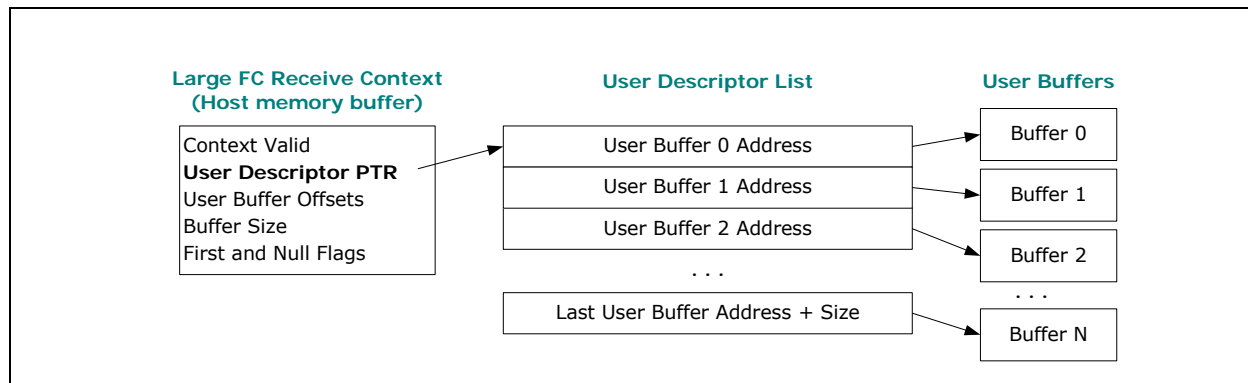 Large FC Receive Context
(Host memory buffer)
Context Valid
User Descriptor PTR
User Buffer Offsets
Buffer Size
First and Null Flags
User Descriptor List
User Buffer 0 Address
User Buffer 1 Address
User Buffer 2 Address
. . .
Last User Buffer Address + Size
User Buffers
Buffer 0
Buffer 1
Buffer 2
. . .
Buffer N